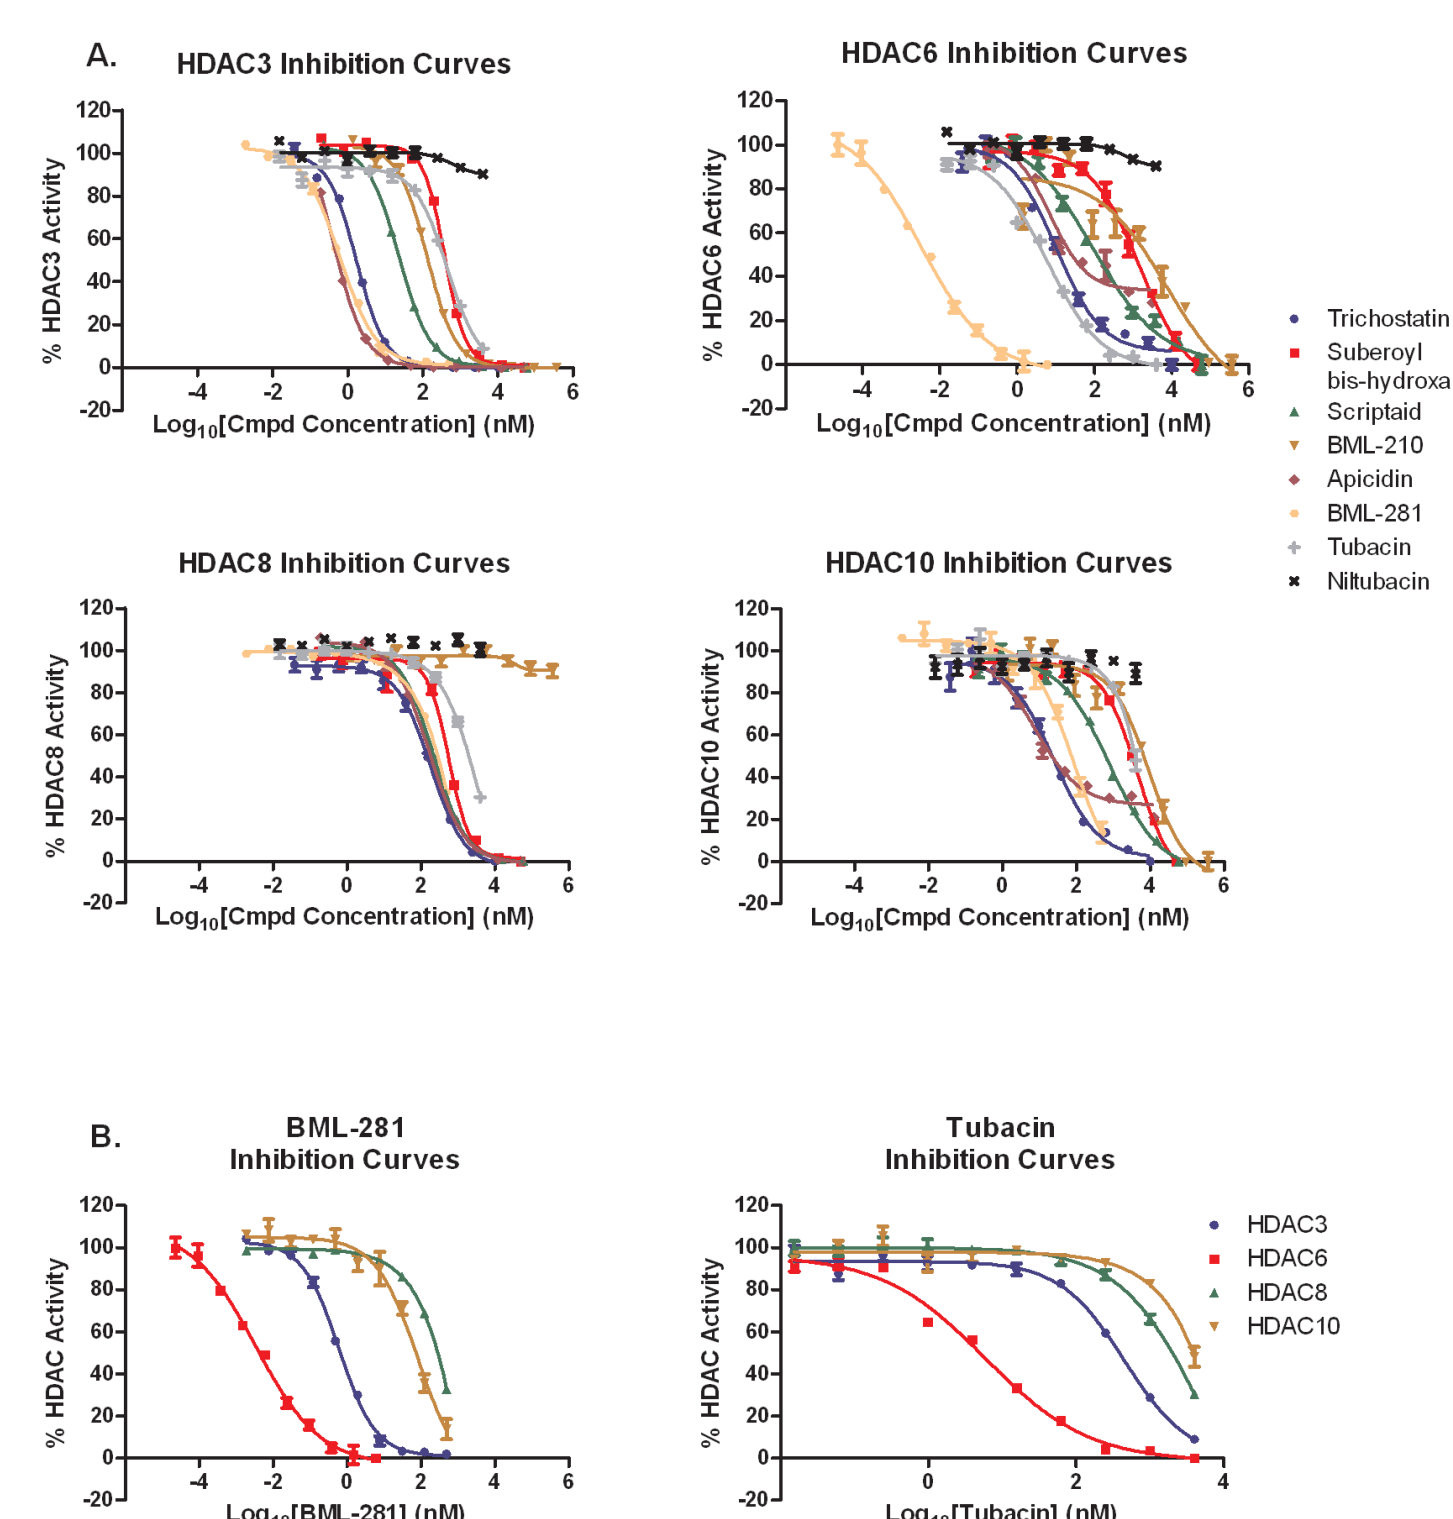 A.
HDAC3 Inhibition Curves
120
100
80
60
40
20
0
-20
-4
-2
0
2
4
6
% HDAC3 Activity
Log10[Cmpd Concentration] (nM)
HDAC6 Inhibition Curves
120
100
80
60
40
20
0
-20
-4
-2
0
2
4
6
% HDAC6 Activity
Log10[Cmpd Concentration] (nM)
Trichostatin
Suberoyl
bis-hydroxa
Scriptaid
BML-210
Apicidin
BML-281
Tubacin
Niltubacin
HDAC8 Inhibition Curves
120
100
80
60
40
20
0
-20
-4
-2
0
2
4
6
% HDAC8 Activity
Log10[Cmpd Concentration] (nM)
HDAC10 Inhibition Curves
120
100
80
60
40
20
0
-20
-4
-2
0
2
4
6
% HDAC10 Activity
Log10[Cmpd Concentration] (nM)
B.
BML-281
Inhibition Curves
120
100
80
60
40
20
0
-20
-4
-2
0
2
4
6
% HDAC Activity
Log10[BML-281] (nM)
Tubacin
Inhibition Curves
120
100
80
60
40
20
0
-20
0
2
4
% HDAC Activity
Log10[Tubacin] (nM)
HDAC3
HDAC6
HDAC8
HDAC10